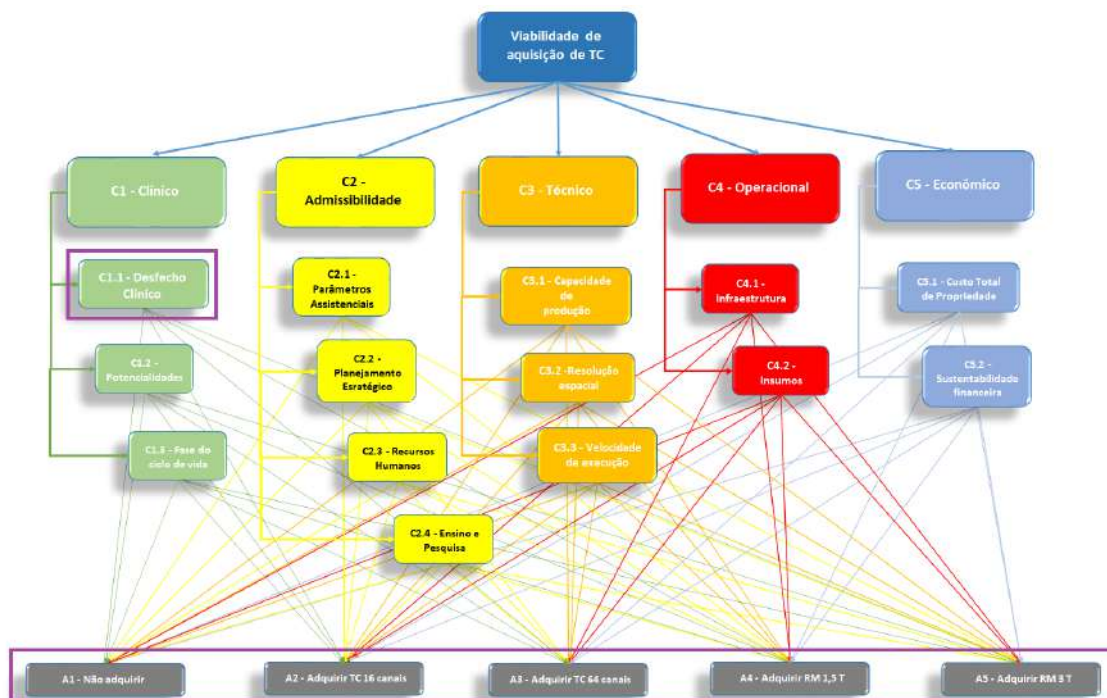 Viabilidade de
aquisição de TC
C1 - Clínico
C2 -
Admissibilidade
C3 - Técnico
C4 - Operacional
C5 - Econômico
C1.1 - Desfecho
Clínico
C2.1 -
Parâmetros
Assistenciais
C3.1 - Capacidade
de
produção
C4.1 -
Infraestrutura
C5.1 - Custo Total
de Propriedade
C1.2 -
Potencialidades
C2.2 -
Planejamento
Esratégico
C3.2 -Resolução
espacial
C4.2 -
Insumos
C5.2 -
Sustentabilidade
financeira
C1.3 - Fase do
ciclo de vida
C2.3 - Recursos
Humanos
C3.3 - Velocidade
de execução
C2.4 - Ensino e
Pesquisa
A1 - Não adquirir
A2 - Adquirir TC 16 canais
A3 - Adquirir TC 64 canais
A4 - Adquirir RM 1,5 T
A5 - Adquirir RM 3 T